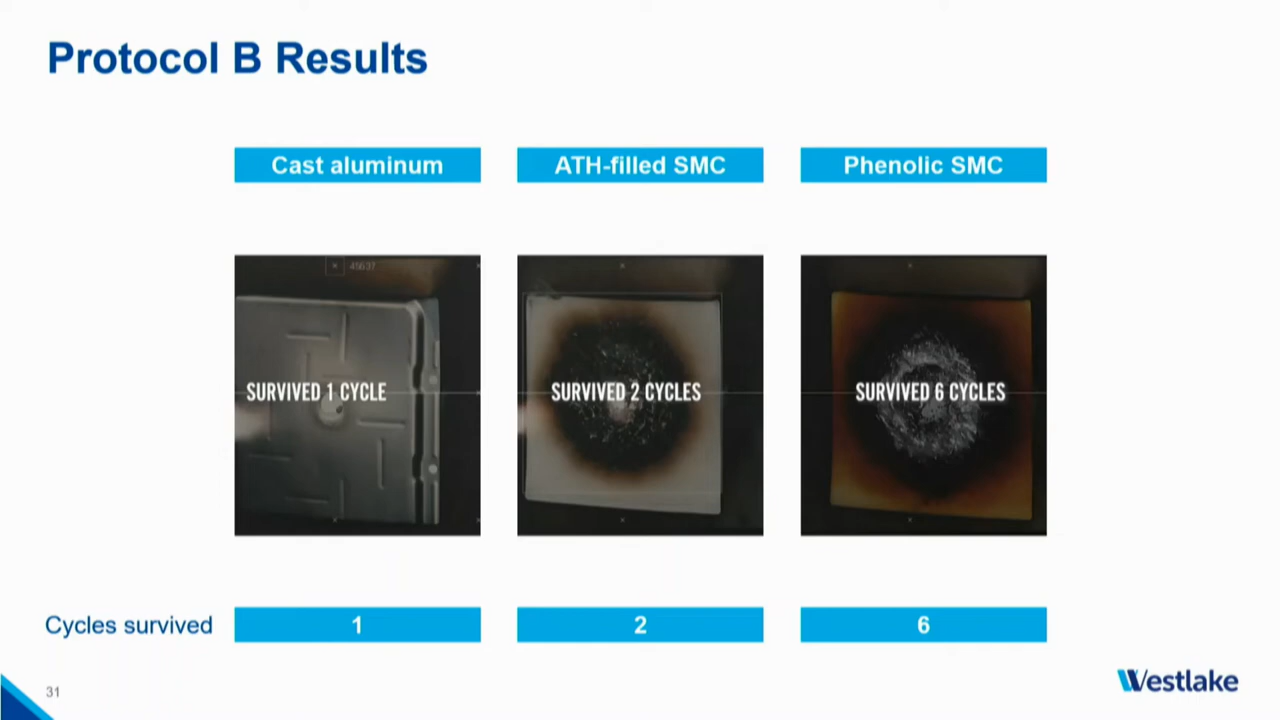 Protocol B Results
Cast aluminum
ATH-filled SMC
Phenolic SMC
45637
SURVIVED 1 CYCLE
SURVIVED 2 CYCLES
SURVIVED 6 CYCLES
Cycles survived
1
2
6
31
Westlake